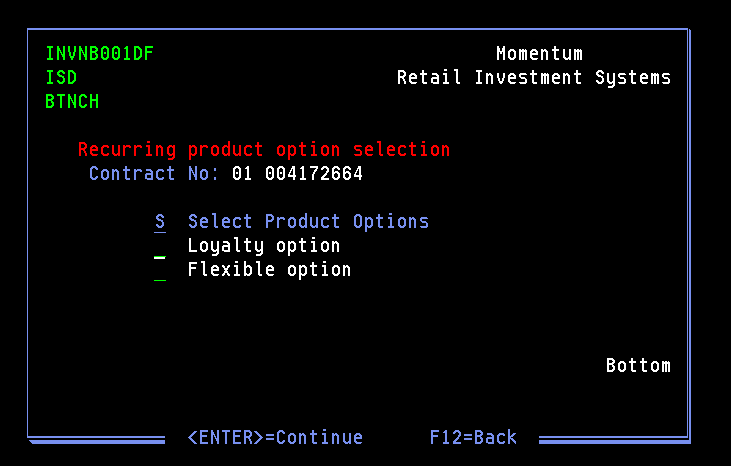 INVNB001DF Momentum
ISD Retail Investment Systems
BTNCH
Recurring product option selection
Contract No: 01 004172664
S Select Product Options
_ Loyalty option
_ Flexible option
Bottom
<ENTER>=Continue F12=Back